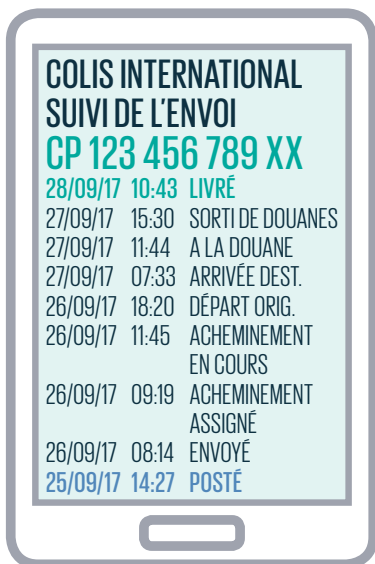 COLIS INTERNATIONAL
SUIVI DE L'ENVOI
CP 123 456 789 XX
28/09/17 10:43 LIVRÉ
27/09/17 15:30 SORTI DE DOUANES
27/09/17 11:44 A LA DOUANE
27/09/17 07:33 ARRIVÉE DEST.
26/09/17 18:20 DÉPART ORIG.
26/09/17 11:45 ACHEMINEMENT
EN COURS
26/09/17 09:19 ACHEMINEMENT
ASSIGNÉ
26/09/17 08:14 ENVOYÉ
25/09/17 14:27 POSTÉ